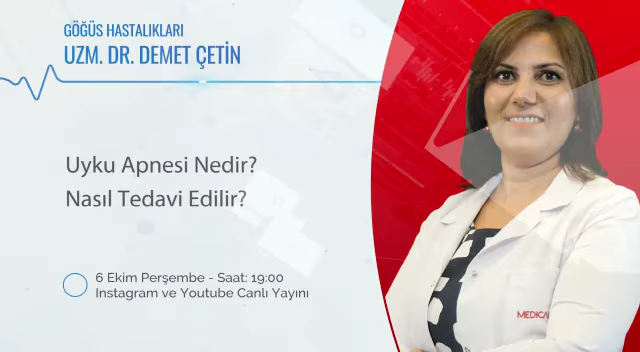 GÖĞÜS HASTALIKLARI
UZM. DR. DEMET ÇETİN
Uyku Apnesi Nedir?
Nasıl Tedavi Edilir?
6 Ekim Perşembe - Saat: 19:00
Instagram ve Youtube Canlı Yayını